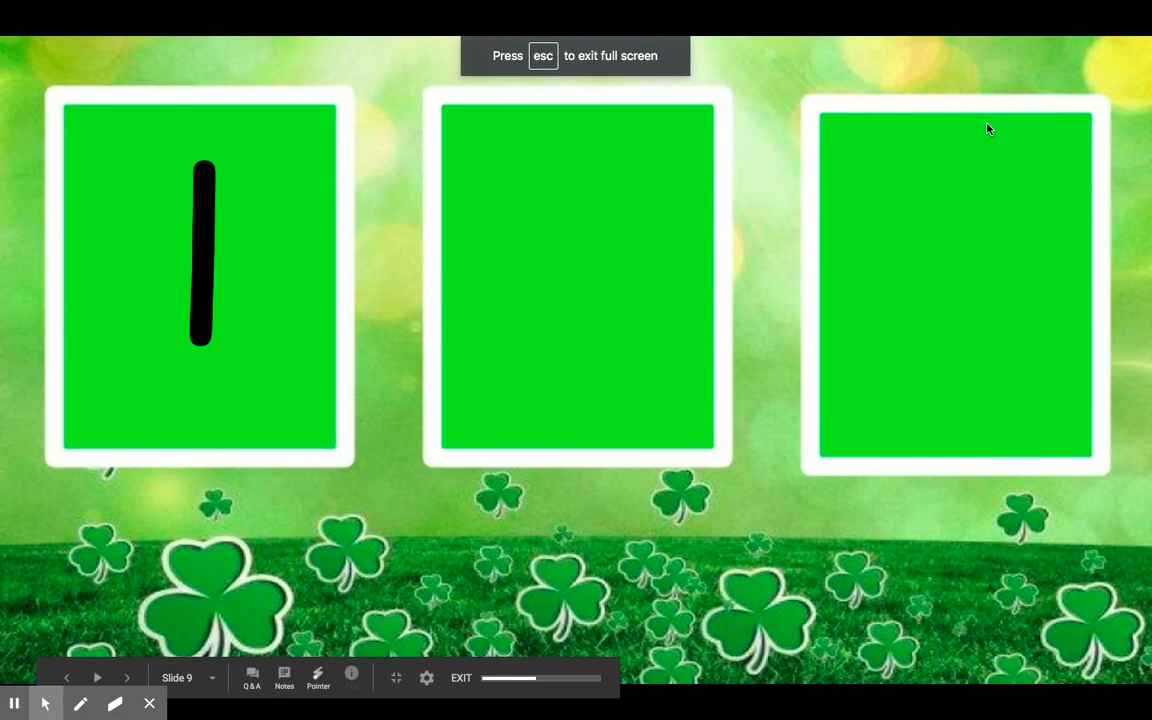 Press esc to exit full screen
l
Slide 9
Q & A
Notes
Pointer
EXIT